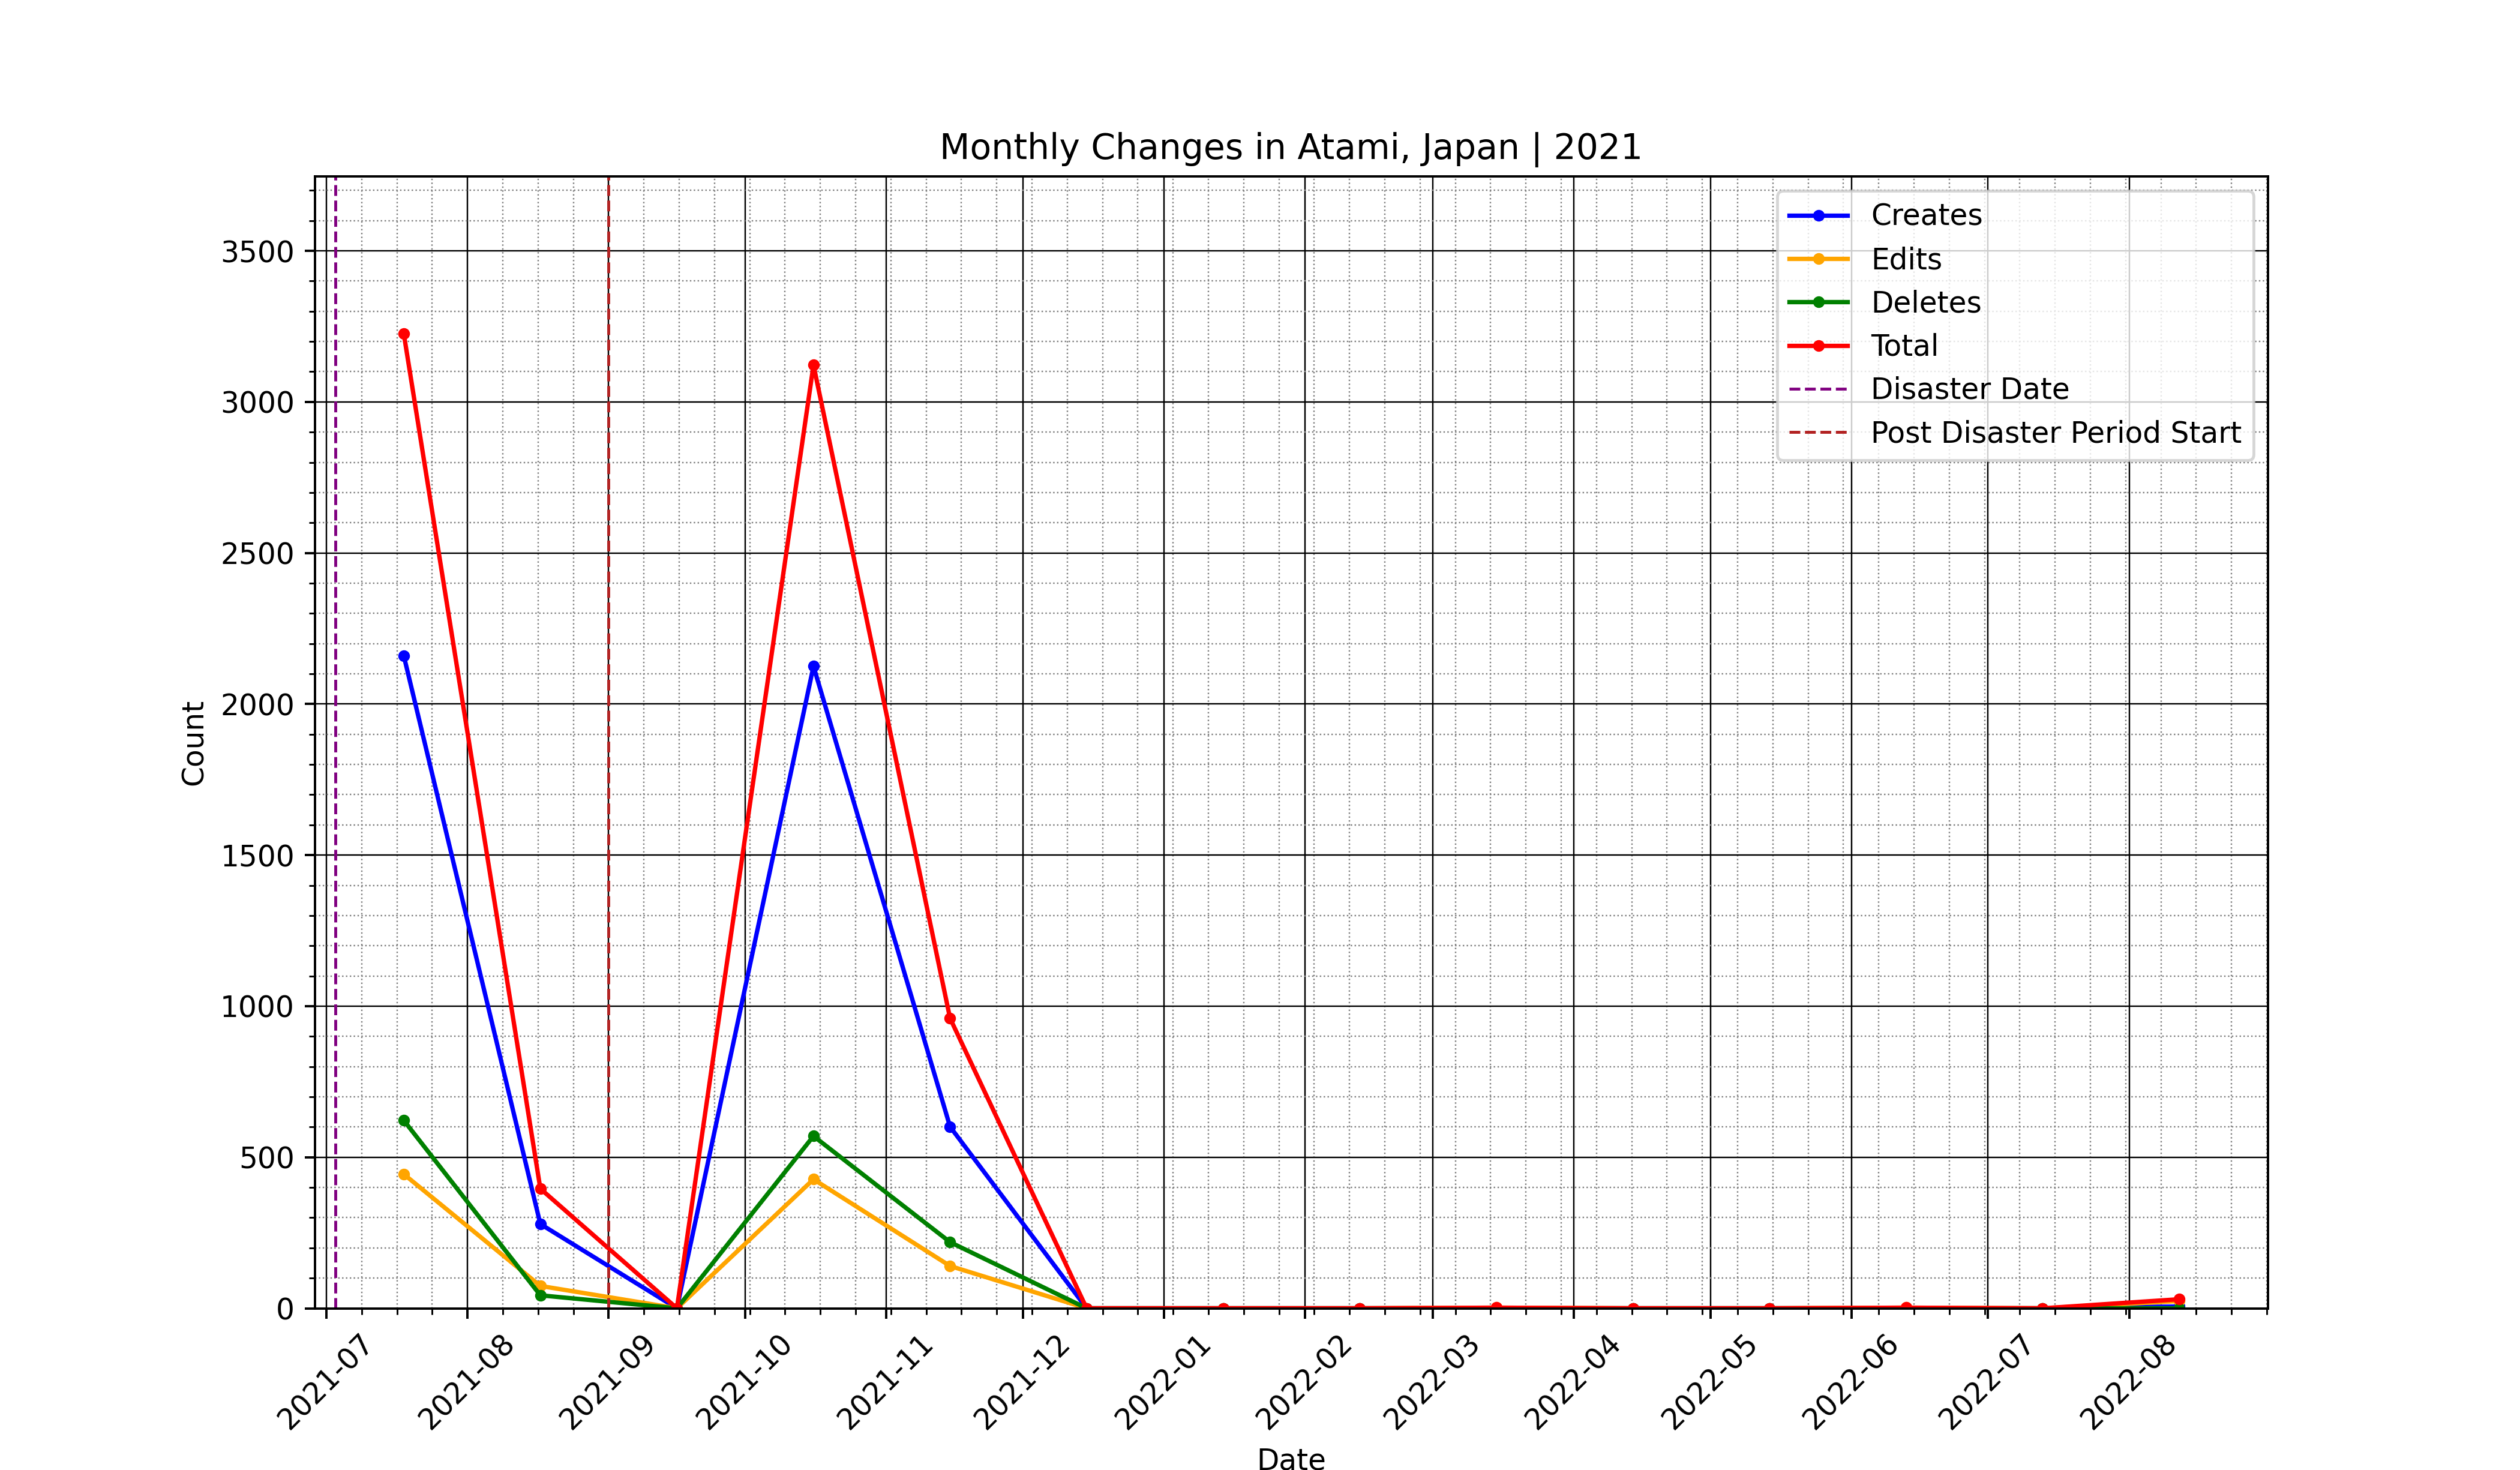 Monthly Changes in Atami, Japan | 2021
Creates
Edits
Deletes
Total
Disaster Date
Post Disaster Period Start
Count
3500
3000
2500
2000
1500
1000
500
0
2021-07
2021-08
2021-09
2021-10
2021-11
2021-12
2022-01
2022-02
2022-03
2022-04
2022-05
2022-06
2022-07
2022-08
Date